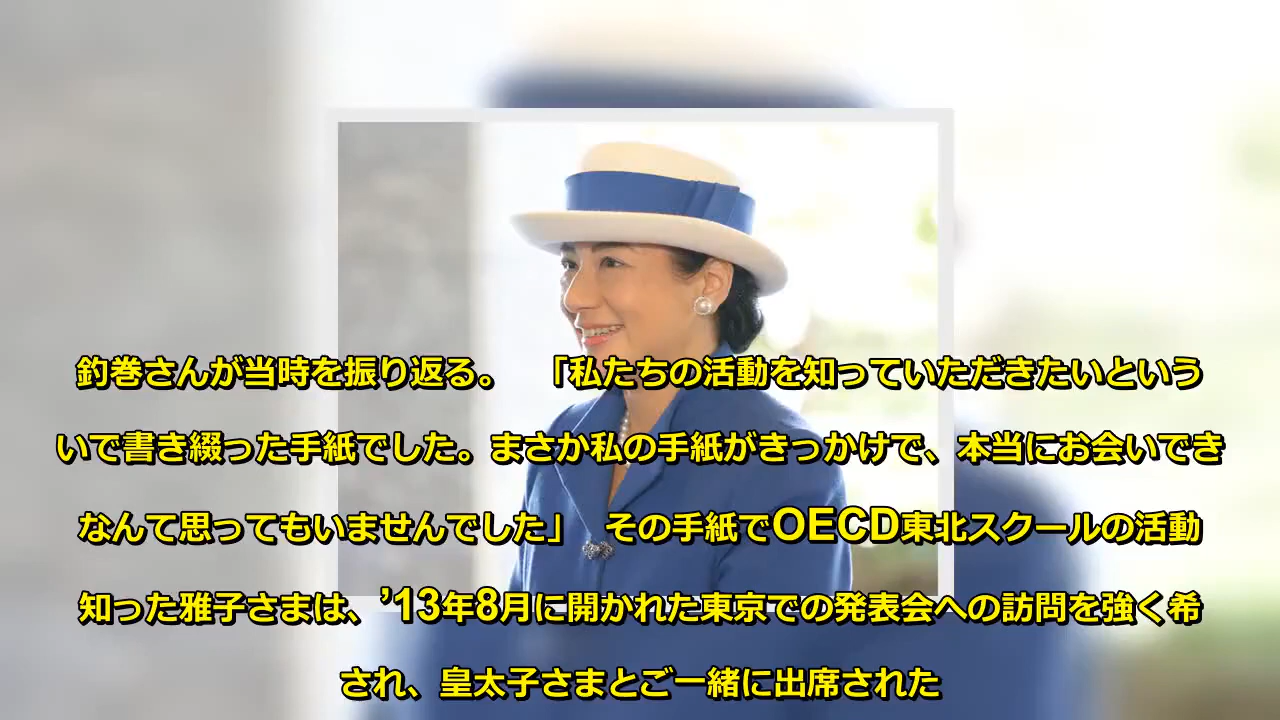 釣巻さんが当時を振り返る。　「私たちの活動を知っていただきたいという
いで書き綴った手紙でした。まさか私の手紙がきっかけで、本当にお会いでき
なんて思ってもいませんでした」　その手紙でOECD東北スクールの活動
知った雅子さまは、’13年8月に開かれた東京での発表会への訪問を強く希
され、皇太子さまとご一緒に出席された